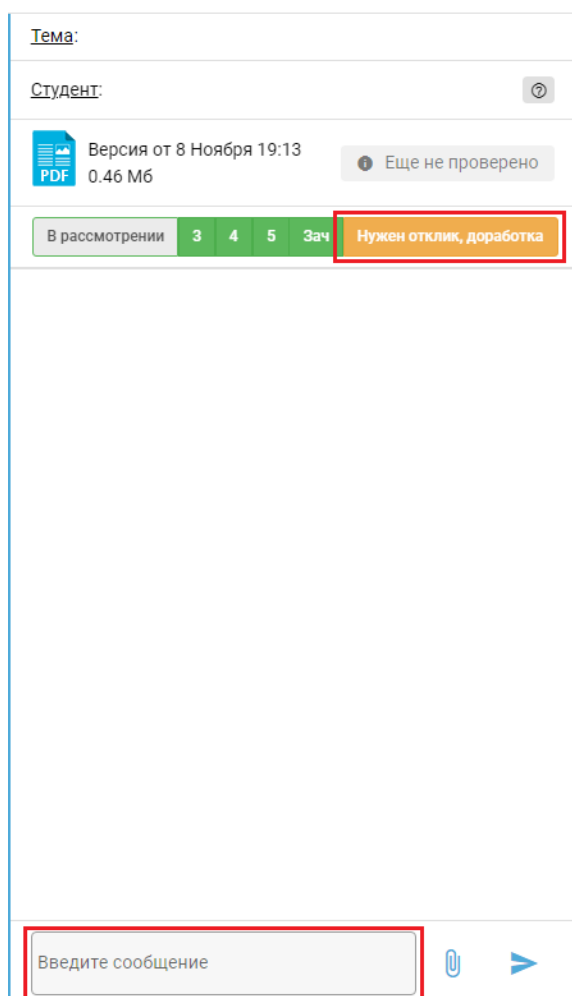 Тема:
Студент:
PDF
Версия от 8 Ноября 19:13
0.46 Мб
Еще не проверено
В рассмотрении 3 4 5 Зач Нужен отклик, доработка
Введите сообщение